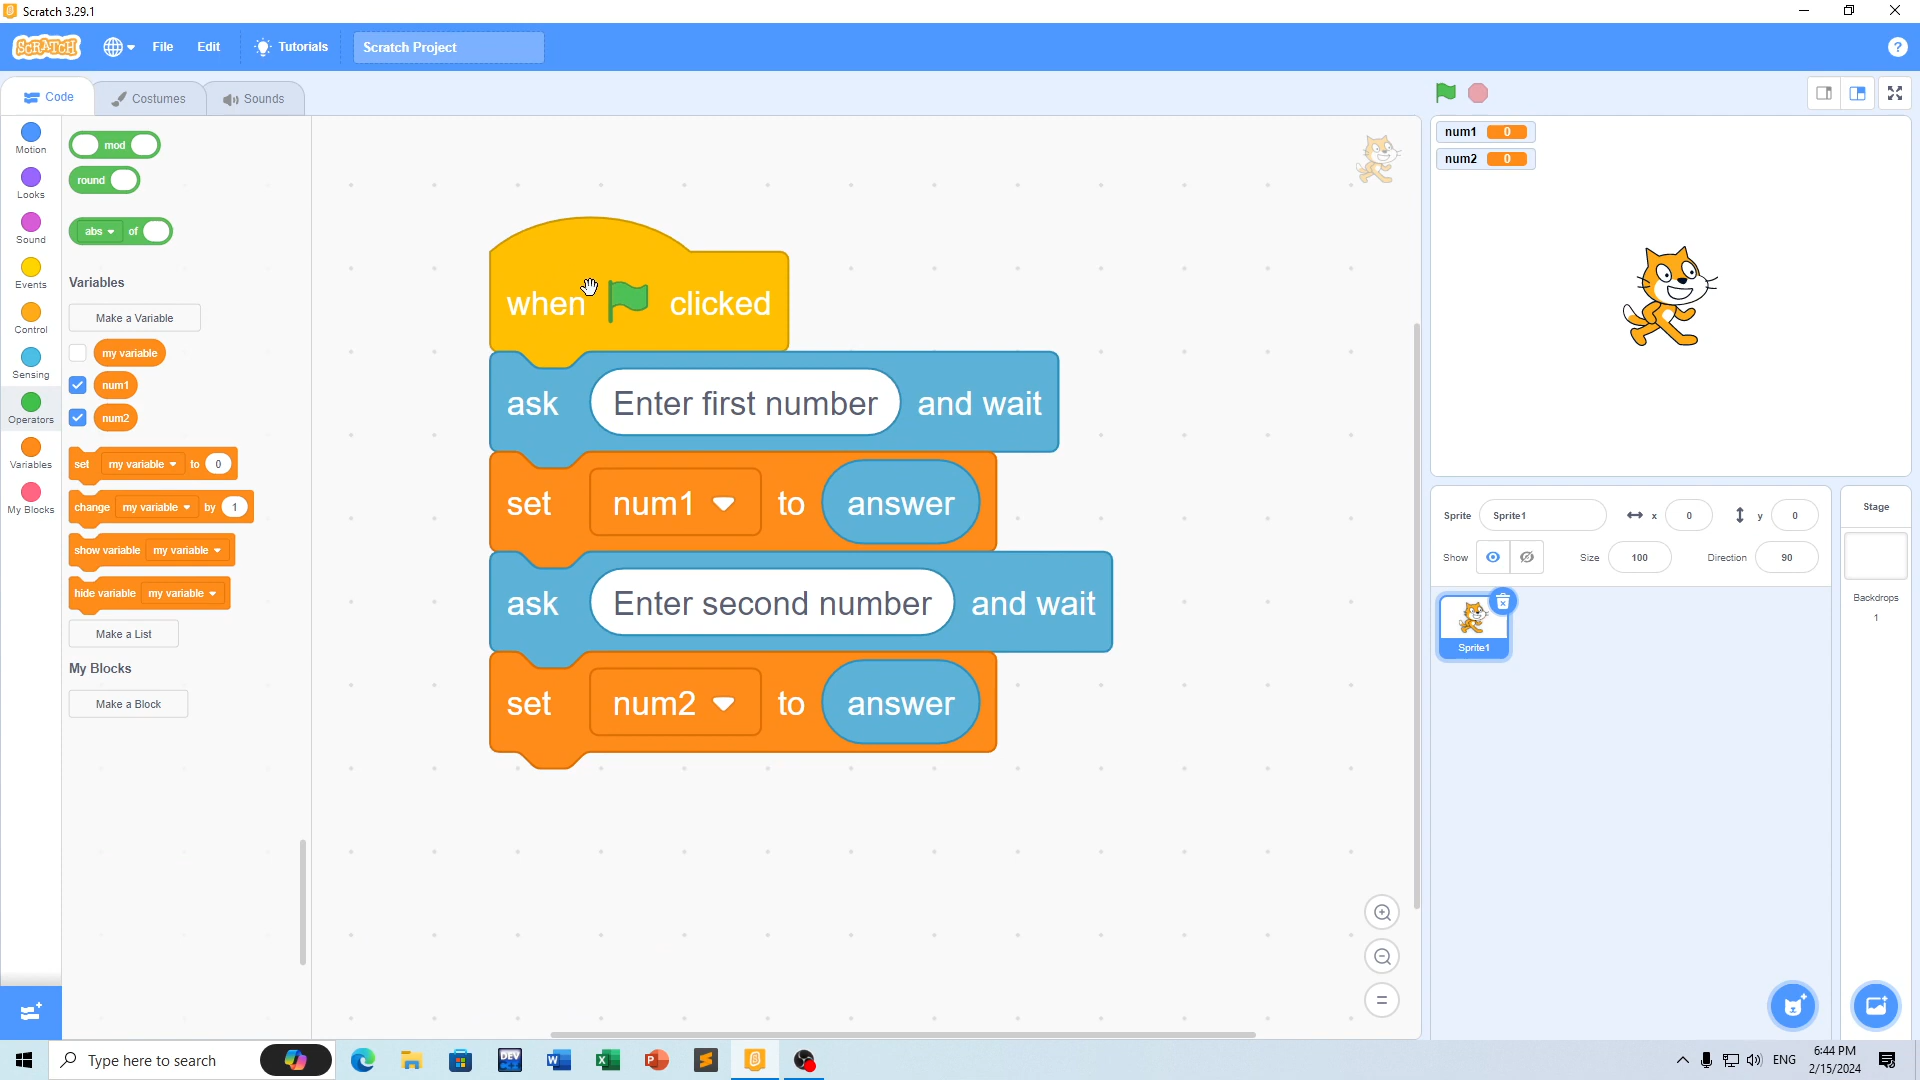 Scratch 3.29.1
SCRATCH
File
Edit
Tutorials
Scratch Project
?
Code
Costumes
Sounds
Motion
Looks
Sound
Events
Control
Sensing
Operators
Variables
My Blocks
mod
round
abs of
Variables
Make a Variable
my variable
num1
num2
set my variable to 0
change my variable by 1
show variable my variable
hide variable my variable
Make a List
My Blocks
Make a Block
when clicked
ask Enter first number and wait
set num1 to answer
ask Enter second number and wait
set num2 to answer
num1 0
num2 0
Sprite Sprite1 x 0 y 0
Show Size 100 Direction 90
Sprite1
Stage
Backdrops
1
Type here to search
DEV
W
X
P
S
ENG
6:44 PM
2/15/2024